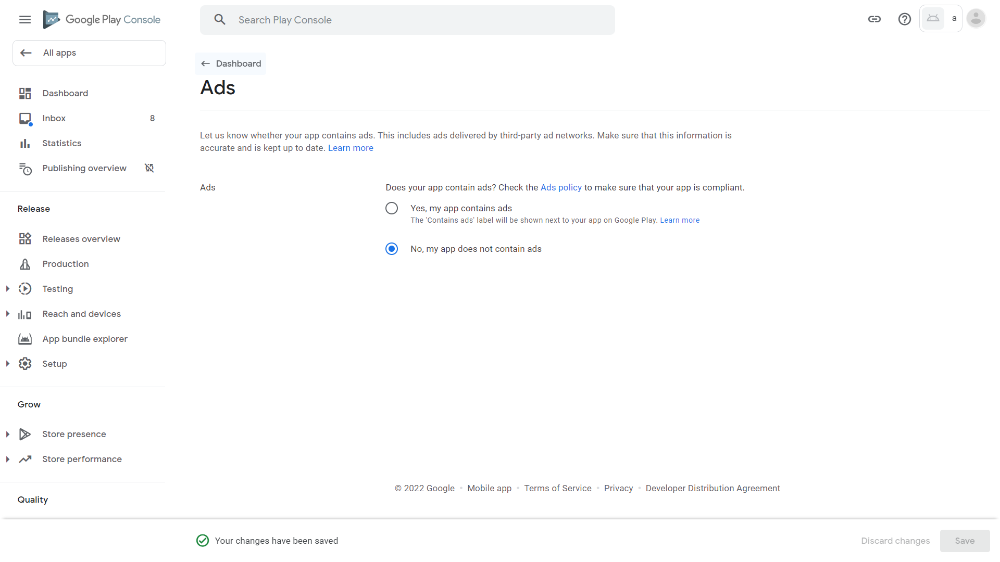 Google Play Console
Search Play Console
a
All apps
Dashboard
Inbox 8
Statistics
Publishing overview
Release
Releases overview
Production
Testing
Reach and devices
App bundle explorer
Setup
Grow
Store presence
Store performance
Quality
Dashboard
Ads
Let us know whether your app contains ads. This includes ads delivered by third-party ad networks. Make sure that this information is
accurate and is kept up to date. Learn more
Ads
Does your app contain ads? Check the Ads policy to make sure that your app is compliant.
Yes, my app contains ads
The 'Contains ads' label will be shown next to your app on Google Play. Learn more
No, my app does not contain ads
© 2022 Google • Mobile app • Terms of Service • Privacy • Developer Distribution Agreement
Your changes have been saved
Discard changes
Save